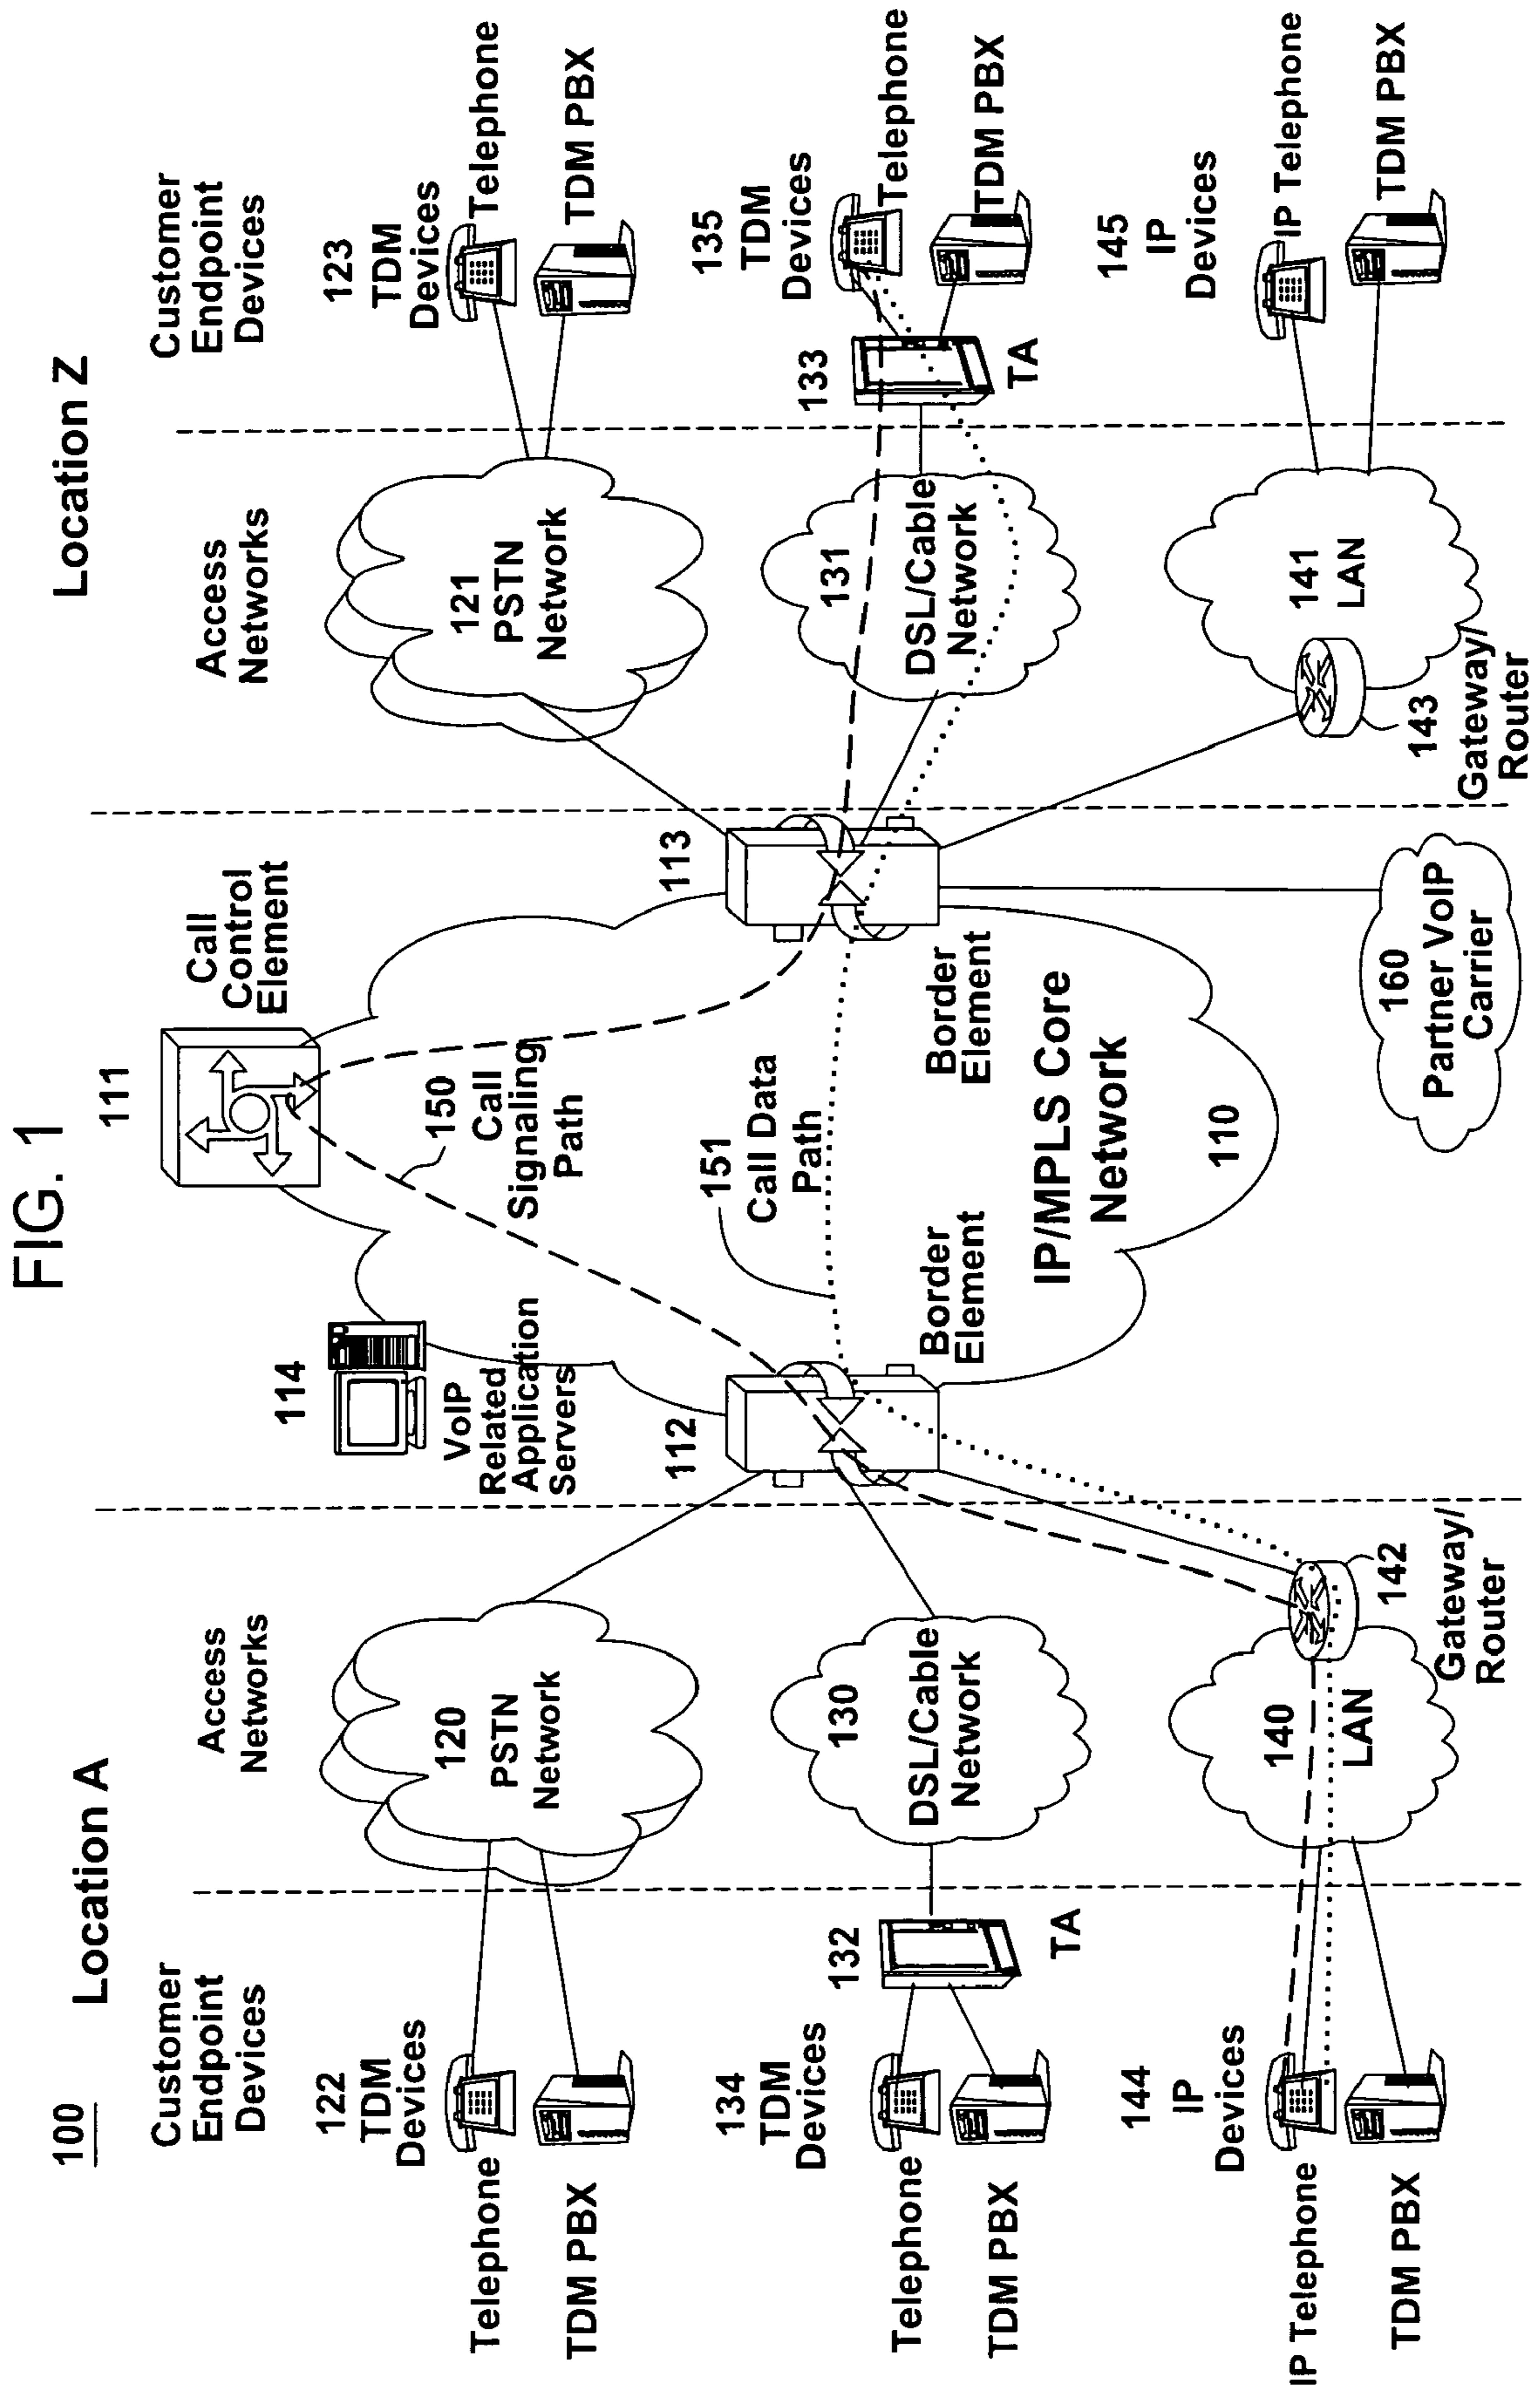 FIG. 1
100
Location A
Location Z
Customer
Endpoint
Devices
Access
Networks
Access
Networks
Customer
Endpoint
Devices
122
TDM
Devices
Telephone
TDM PBX
120
PSTN
Network
114
VoIP
Related
Application
Servers
111
Call
Control
Element
150
Call
Signaling
Path
121
PSTN
Network
123
TDM
Devices
Telephone
TDM PBX
134
TDM
Devices
Telephone
TDM PBX
132
TA
130
DSL/Cable
Network
112
Border
Element
151
Call Data
Path
113
Border
Element
IP/MPLS Core
Network
110
131
DSL/Cable
Network
133
TA
135
TDM
Devices
Telephone
TDM PBX
144
IP
Devices
IP Telephone
TDM PBX
140
LAN
142
Gateway/
Router
160
Partner VoIP
Carrier
141
LAN
143
Gateway/
Router
145
IP
Devices
IP Telephone
TDM PBX